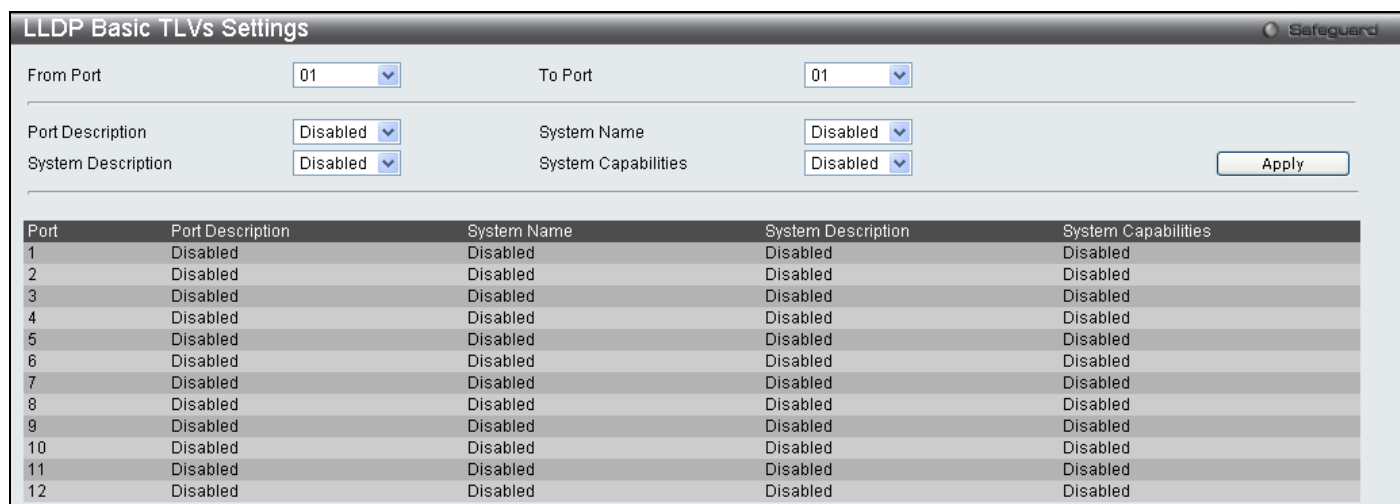 LLDP Basic TLVs Settings Safeguard
From Port 01 To Port 01
Port Description Disabled System Name Disabled
System Description Disabled System Capabilities Disabled Apply
Port Port Description System Name System Description System Capabilities
1 Disabled Disabled Disabled Disabled
2 Disabled Disabled Disabled Disabled
3 Disabled Disabled Disabled Disabled
4 Disabled Disabled Disabled Disabled
5 Disabled Disabled Disabled Disabled
6 Disabled Disabled Disabled Disabled
7 Disabled Disabled Disabled Disabled
8 Disabled Disabled Disabled Disabled
9 Disabled Disabled Disabled Disabled
10 Disabled Disabled Disabled Disabled
11 Disabled Disabled Disabled Disabled
12 Disabled Disabled Disabled Disabled